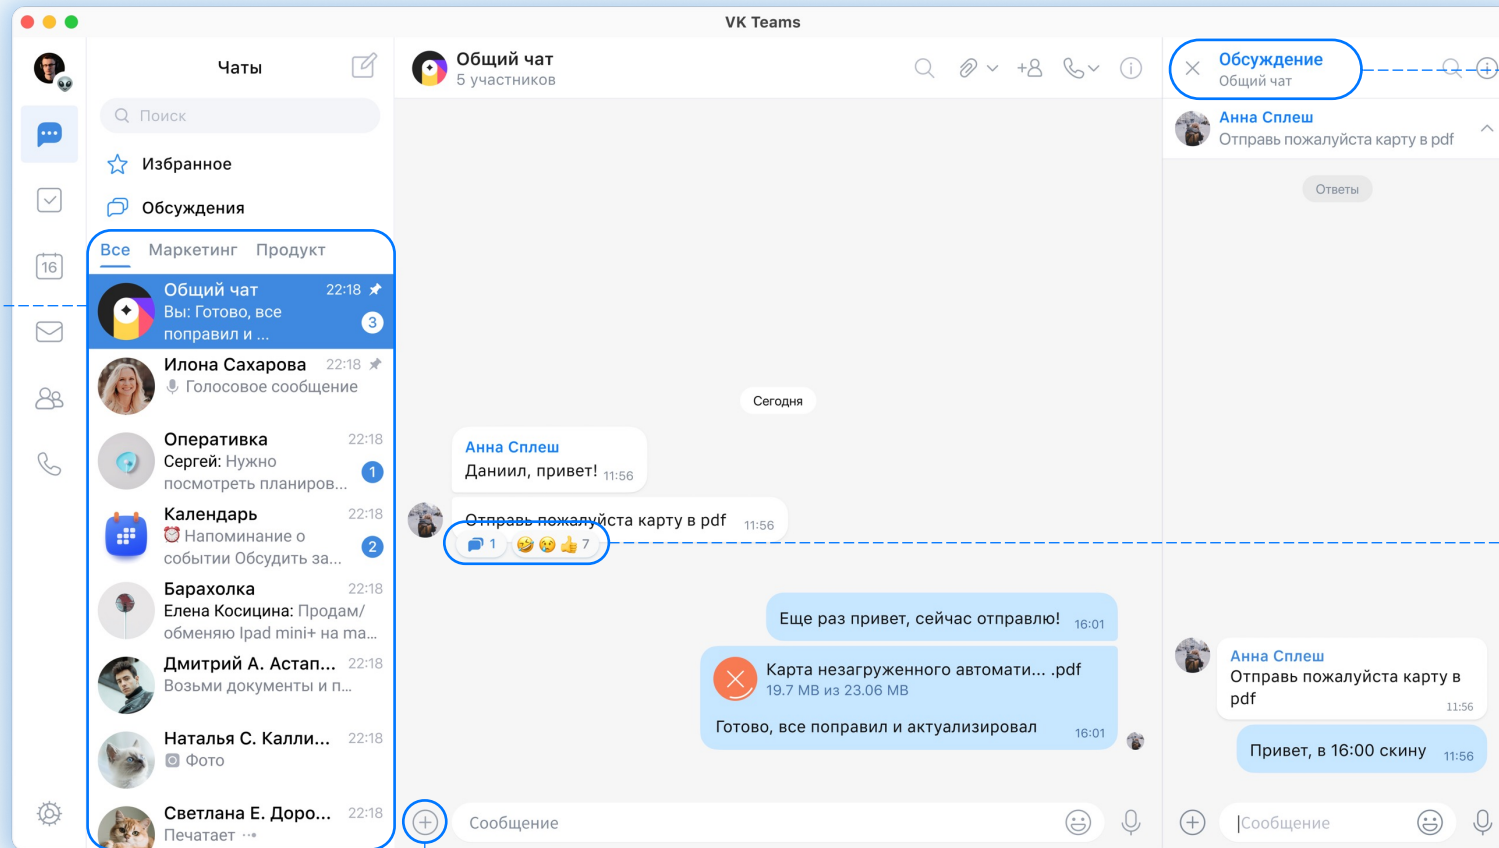 VK Teams
Чаты
Поиск
Избранное
Обсуждения
Все Маркетинг Продукт
Общий чат 22:18
Вы: Готово, все
поправил и ...
3
Илона Сахарова 22:18
Голосовое сообщение
Оперативка 22:18
Сергей: Нужно
посмотреть планиров...
1
Календарь 22:18
Напоминание о
событии Обсудить за...
2
Барахолка 22:18
Елена Косицина: Продам/
обменяю Ipad mini+ на ma...
Дмитрий А. Астап... 22:18
Возьми документы и п...
Наталья С. Калли... 22:18
Фото
Светлана Е. Доро... 22:18
Печатает
16
Общий чат
5 участников
Сегодня
Анна Сплеш
Даниил, привет! 11:56
Отправь пожалуйста карту в pdf 11:56
1 7
Еще раз привет, сейчас отправлю! 16:01
Карта незагруженного автомати... .pdf
19.7 MB из 23.06 MB
Готово, все поправил и актуализировал 16:01
Сообщение
Обсуждение
Общий чат
Анна Сплеш
Отправь пожалуйста карту в pdf
Ответы
Анна Сплеш
Отправь пожалуйста карту в
pdf 11:56
Привет, в 16:00 скину 11:56
Сообщение